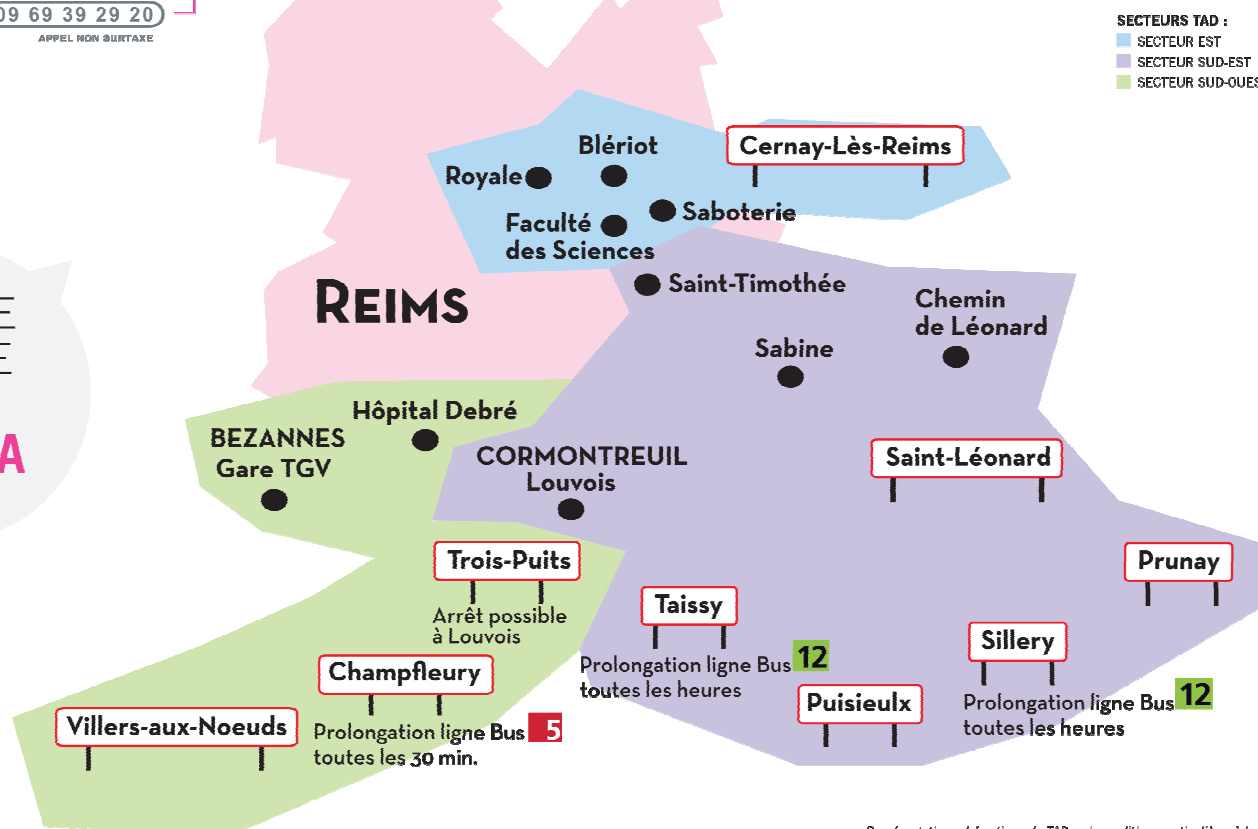 09 69 39 29 20
APPEL NON SURTAXE
SECTEURS TAD :
SECTEUR EST
SECTEUR SUD-EST
SECTEUR SUD-OUES
Blériot
Cernay-Lès-Reims
Royale
Saboterie
Faculté
des Sciences
Saint-Timothée
REIMS
Chemin
de Léonard
Sabine
Hôpital Debré
BEZANNES
Gare TGV
CORMONTREUIL
Louvois
Saint-Léonard
A
Trois-Puits
Arrêt possible
à Louvois
Prunay
Taissy
Prolongation ligne Bus 12
toutes les heures
Sillery
Prolongation ligne Bus 12
toutes les heures
Puisieulx
Champfleury
Prolongation ligne Bus 5
toutes les 30 min.
Villers-aux-Noeuds